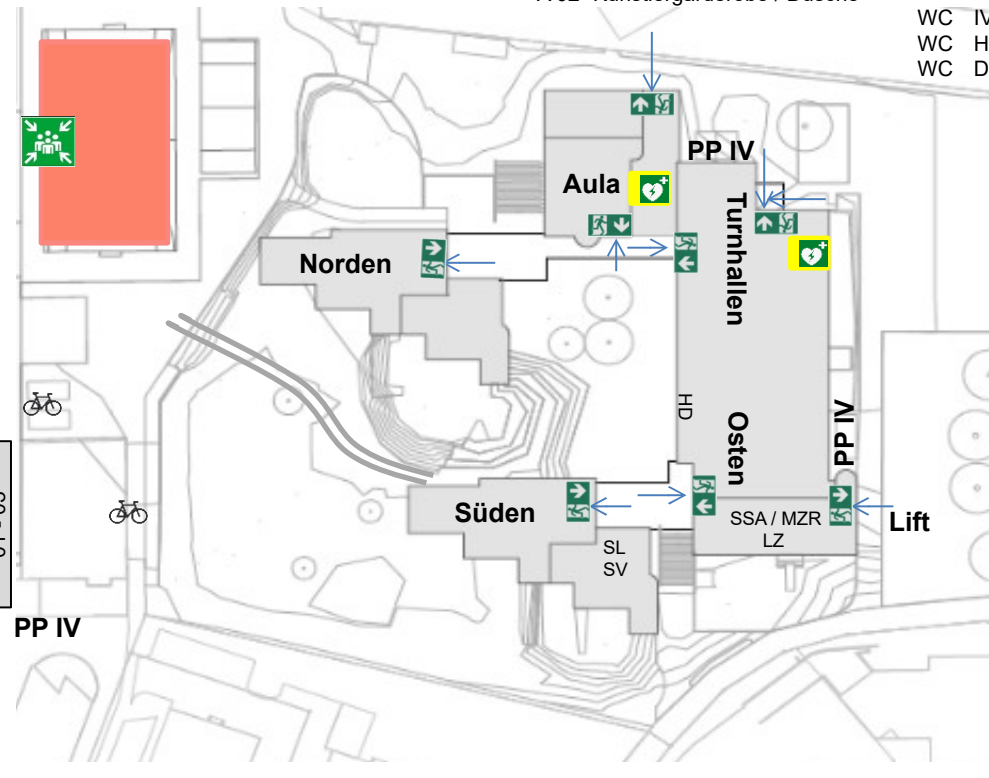 WC IV
WC H
WC D
PP IV
Aula
Turnhallen
Norden
HD
Osten
PP IV
Süden
SSA / MZR
LZ
Lift
SL
SV
PP IV